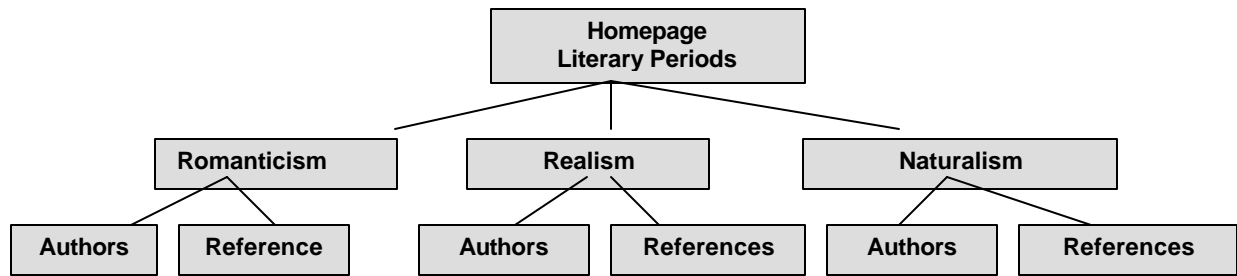 Homepage
Literary Periods
Romanticism
Realism
Naturalism
Authors
Reference
Authors
References
Authors
References